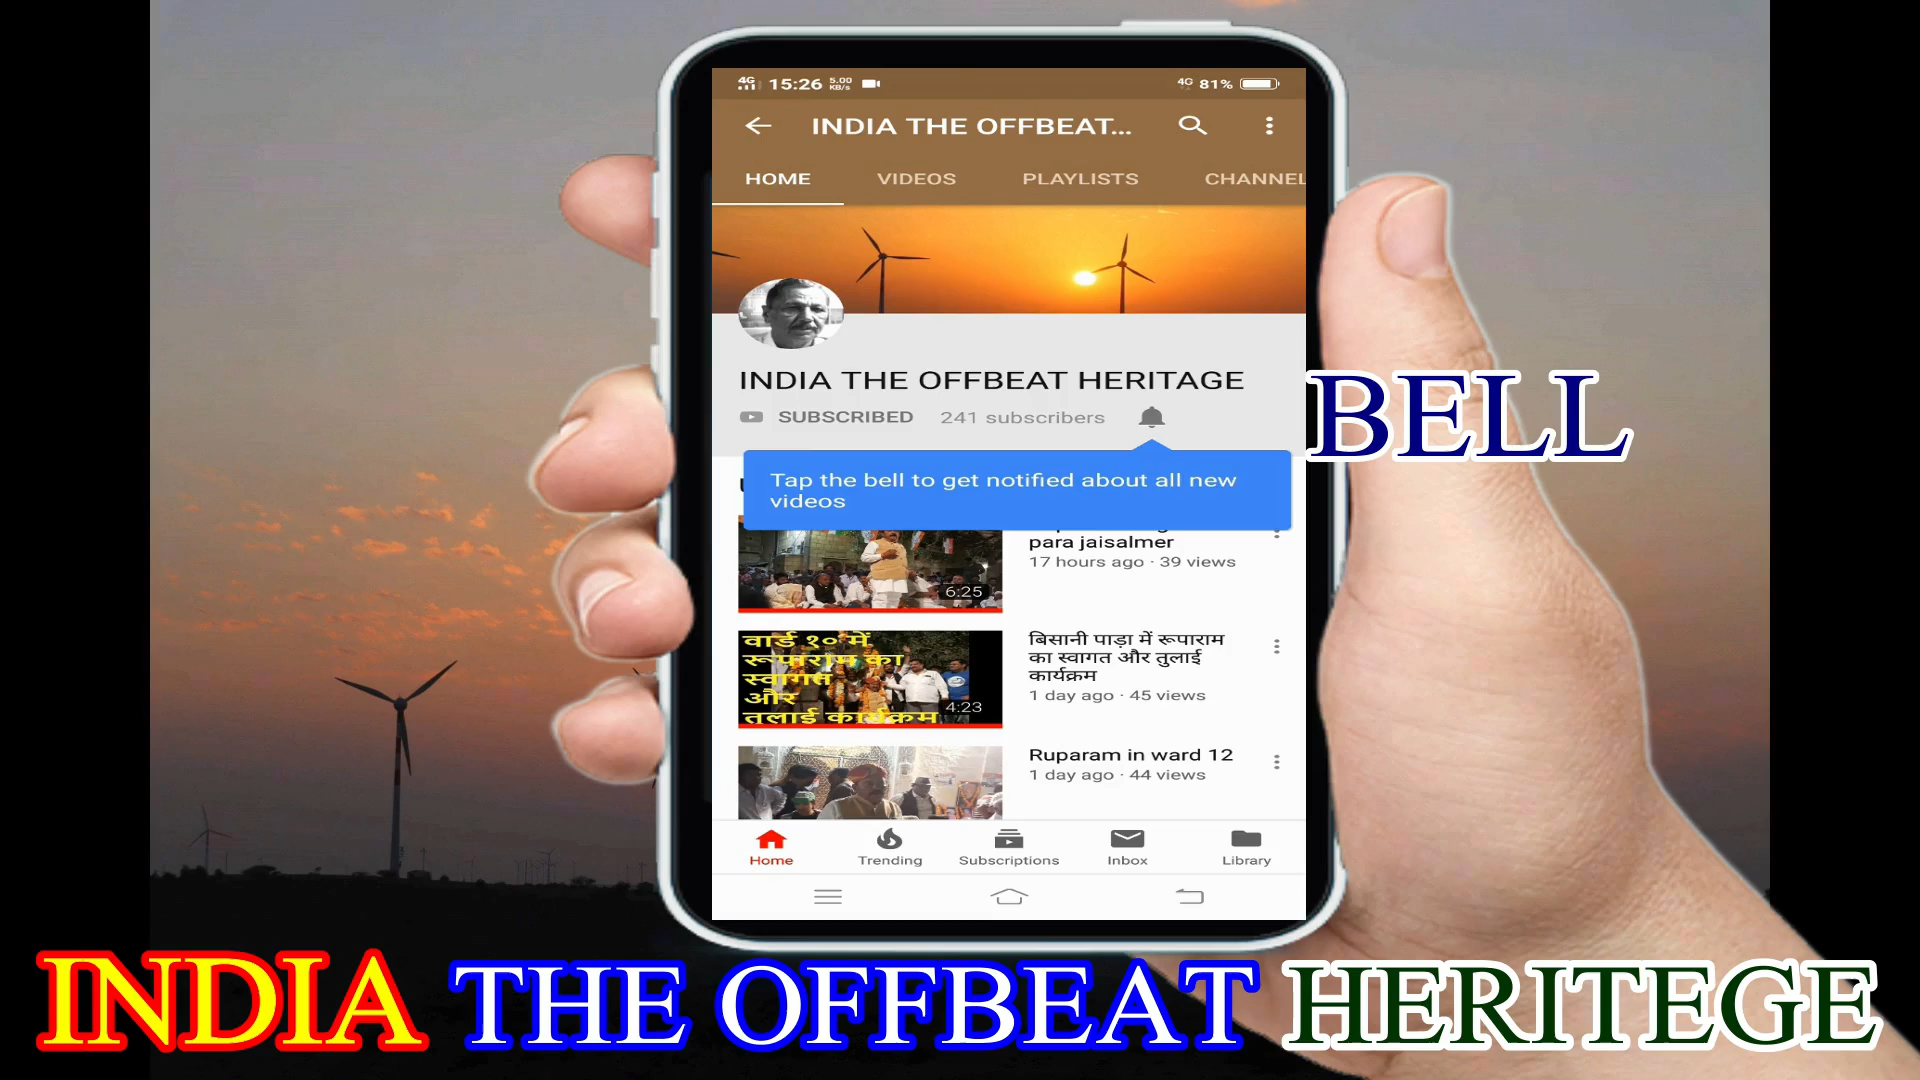 4G 15:26 5.00 KB/s 4G 81%
INDIA THE OFFBEAT...
HOME VIDEOS PLAYLISTS CHANNEL
INDIA THE OFFBEAT HERITAGE
SUBSCRIBED 241 subscribers
BELL
Tap the bell to get notified about all new
videos
para jaisalmer
17 hours ago · 39 views
6:25
वार्ड १० में
रूपाराम का
स्वागत
और
तलाई कार्यक्रम
4:23
बिसानी पाड़ा में रूपाराम
का स्वागत और तुलाई
कार्यक्रम
1 day ago · 45 views
Ruparam in ward 12
1 day ago · 44 views
Home Trending Subscriptions Inbox Library
INDIA THE OFFBEAT HERITEGE